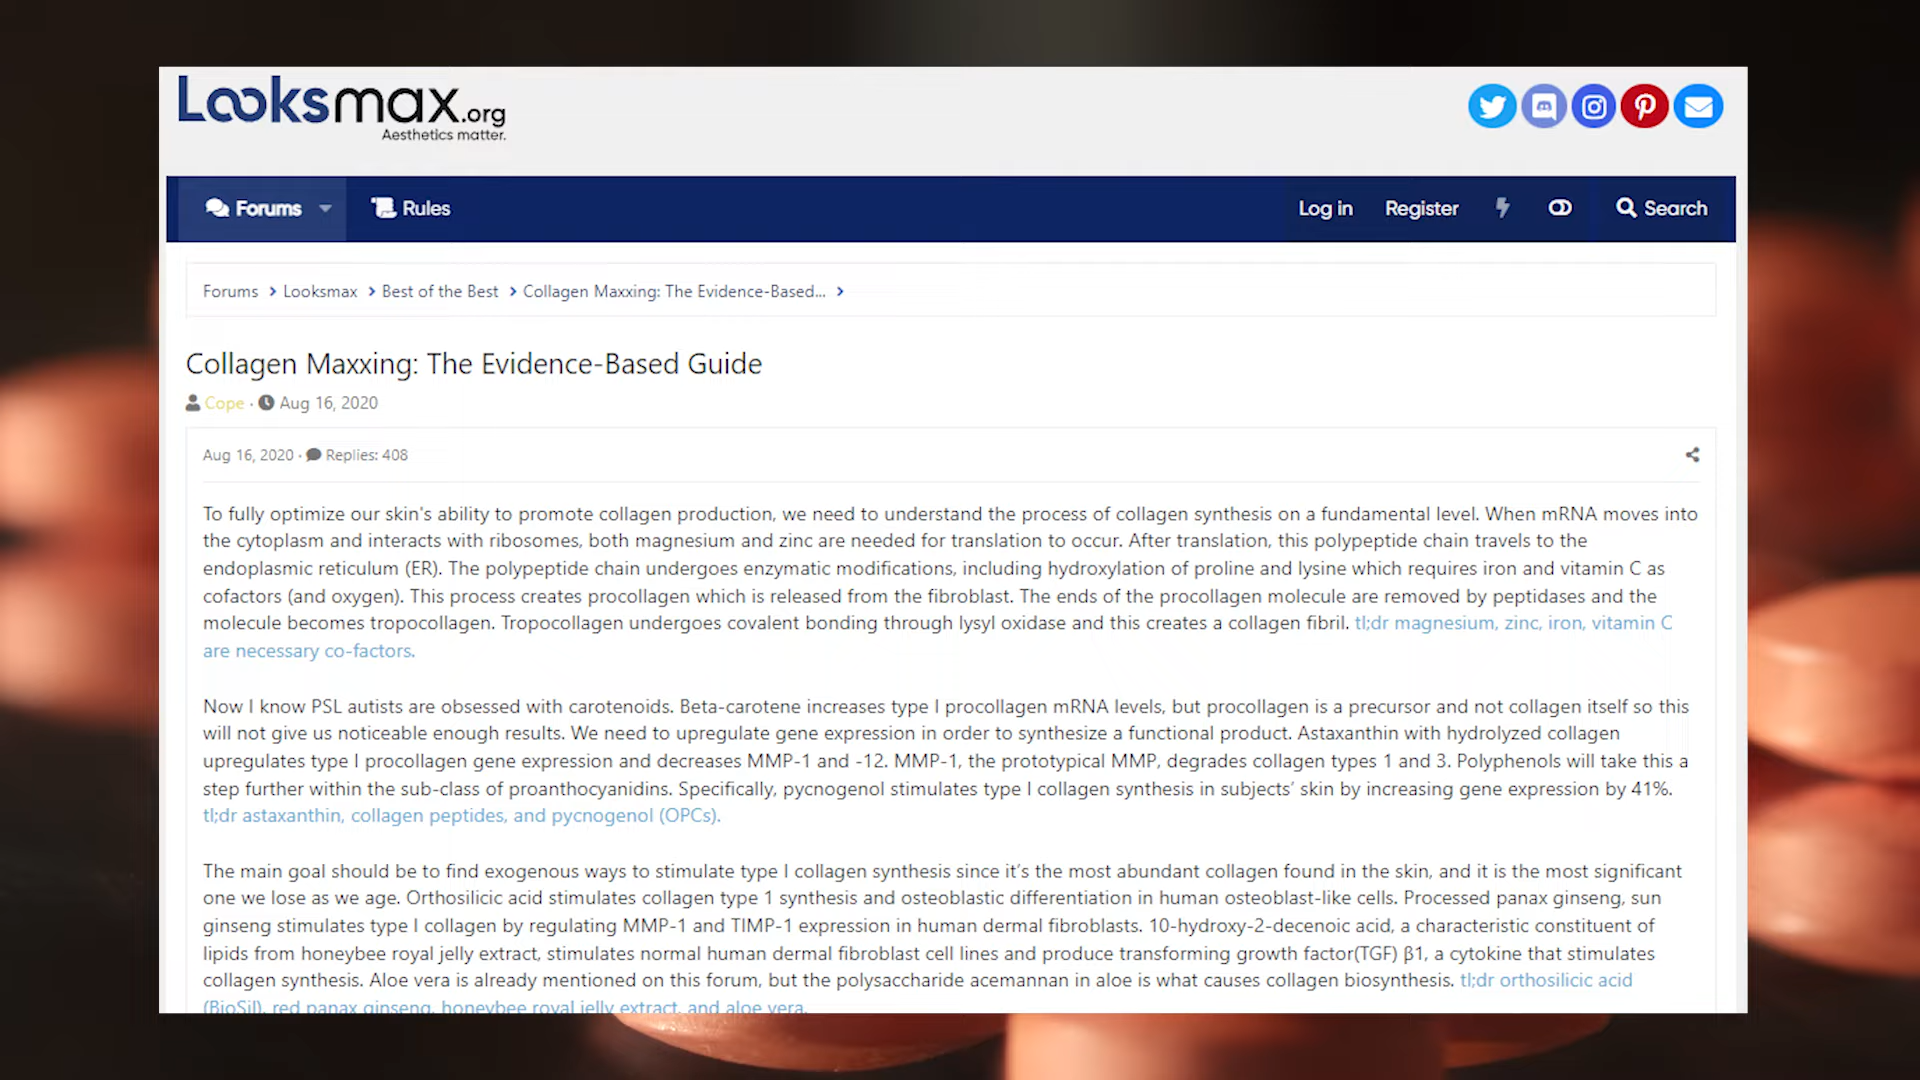 Looksmax.org
Aesthetics matter.
Forums
Rules
Log in
Register
Search
Forums > Looksmax > Best of the Best > Collagen Maxxing: The Evidence-Based... >
Collagen Maxxing: The Evidence-Based Guide
Cope · Aug 16, 2020
Aug 16, 2020 · Replies: 408
To fully optimize our skin's ability to promote collagen production, we need to understand the process of collagen synthesis on a fundamental level. When mRNA moves into
the cytoplasm and interacts with ribosomes, both magnesium and zinc are needed for translation to occur. After translation, this polypeptide chain travels to the
endoplasmic reticulum (ER). The polypeptide chain undergoes enzymatic modifications, including hydroxylation of proline and lysine which requires iron and vitamin C as
cofactors (and oxygen). This process creates procollagen which is released from the fibroblast. The ends of the procollagen molecule are removed by peptidases and the
molecule becomes tropocollagen. Tropocollagen undergoes covalent bonding through lysyl oxidase and this creates a collagen fibril. tl;dr magnesium, zinc, iron, vitamin C
are necessary co-factors.
Now I know PSL autists are obsessed with carotenoids. Beta-carotene increases type I procollagen mRNA levels, but procollagen is a precursor and not collagen itself so this
will not give us noticeable enough results. We need to upregulate gene expression in order to synthesize a functional product. Astaxanthin with hydrolyzed collagen
upregulates type I procollagen gene expression and decreases MMP-1 and -12. MMP-1, the prototypical MMP, degrades collagen types 1 and 3. Polyphenols will take this a
step further within the sub-class of proanthocyanidins. Specifically, pycnogenol stimulates type I collagen synthesis in subjects’ skin by increasing gene expression by 41%.
tl;dr astaxanthin, collagen peptides, and pycnogenol (OPCs).
The main goal should be to find exogenous ways to stimulate type I collagen synthesis since it’s the most abundant collagen found in the skin, and it is the most significant
one we lose as we age. Orthosilicic acid stimulates collagen type 1 synthesis and osteoblastic differentiation in human osteoblast-like cells. Processed panax ginseng, sun
ginseng stimulates type I collagen by regulating MMP-1 and TIMP-1 expression in human dermal fibroblasts. 10-hydroxy-2-decenoic acid, a characteristic constituent of
lipids from honeybee royal jelly extract, stimulates normal human dermal fibroblast cell lines and produce transforming growth factor(TGF) β1, a cytokine that stimulates
collagen synthesis. Aloe vera is already mentioned on this forum, but the polysaccharide acemannan in aloe is what causes collagen biosynthesis. tl;dr orthosilicic acid
(BioSil), red panax ginseng, honeybee royal jelly extract, and aloe vera.